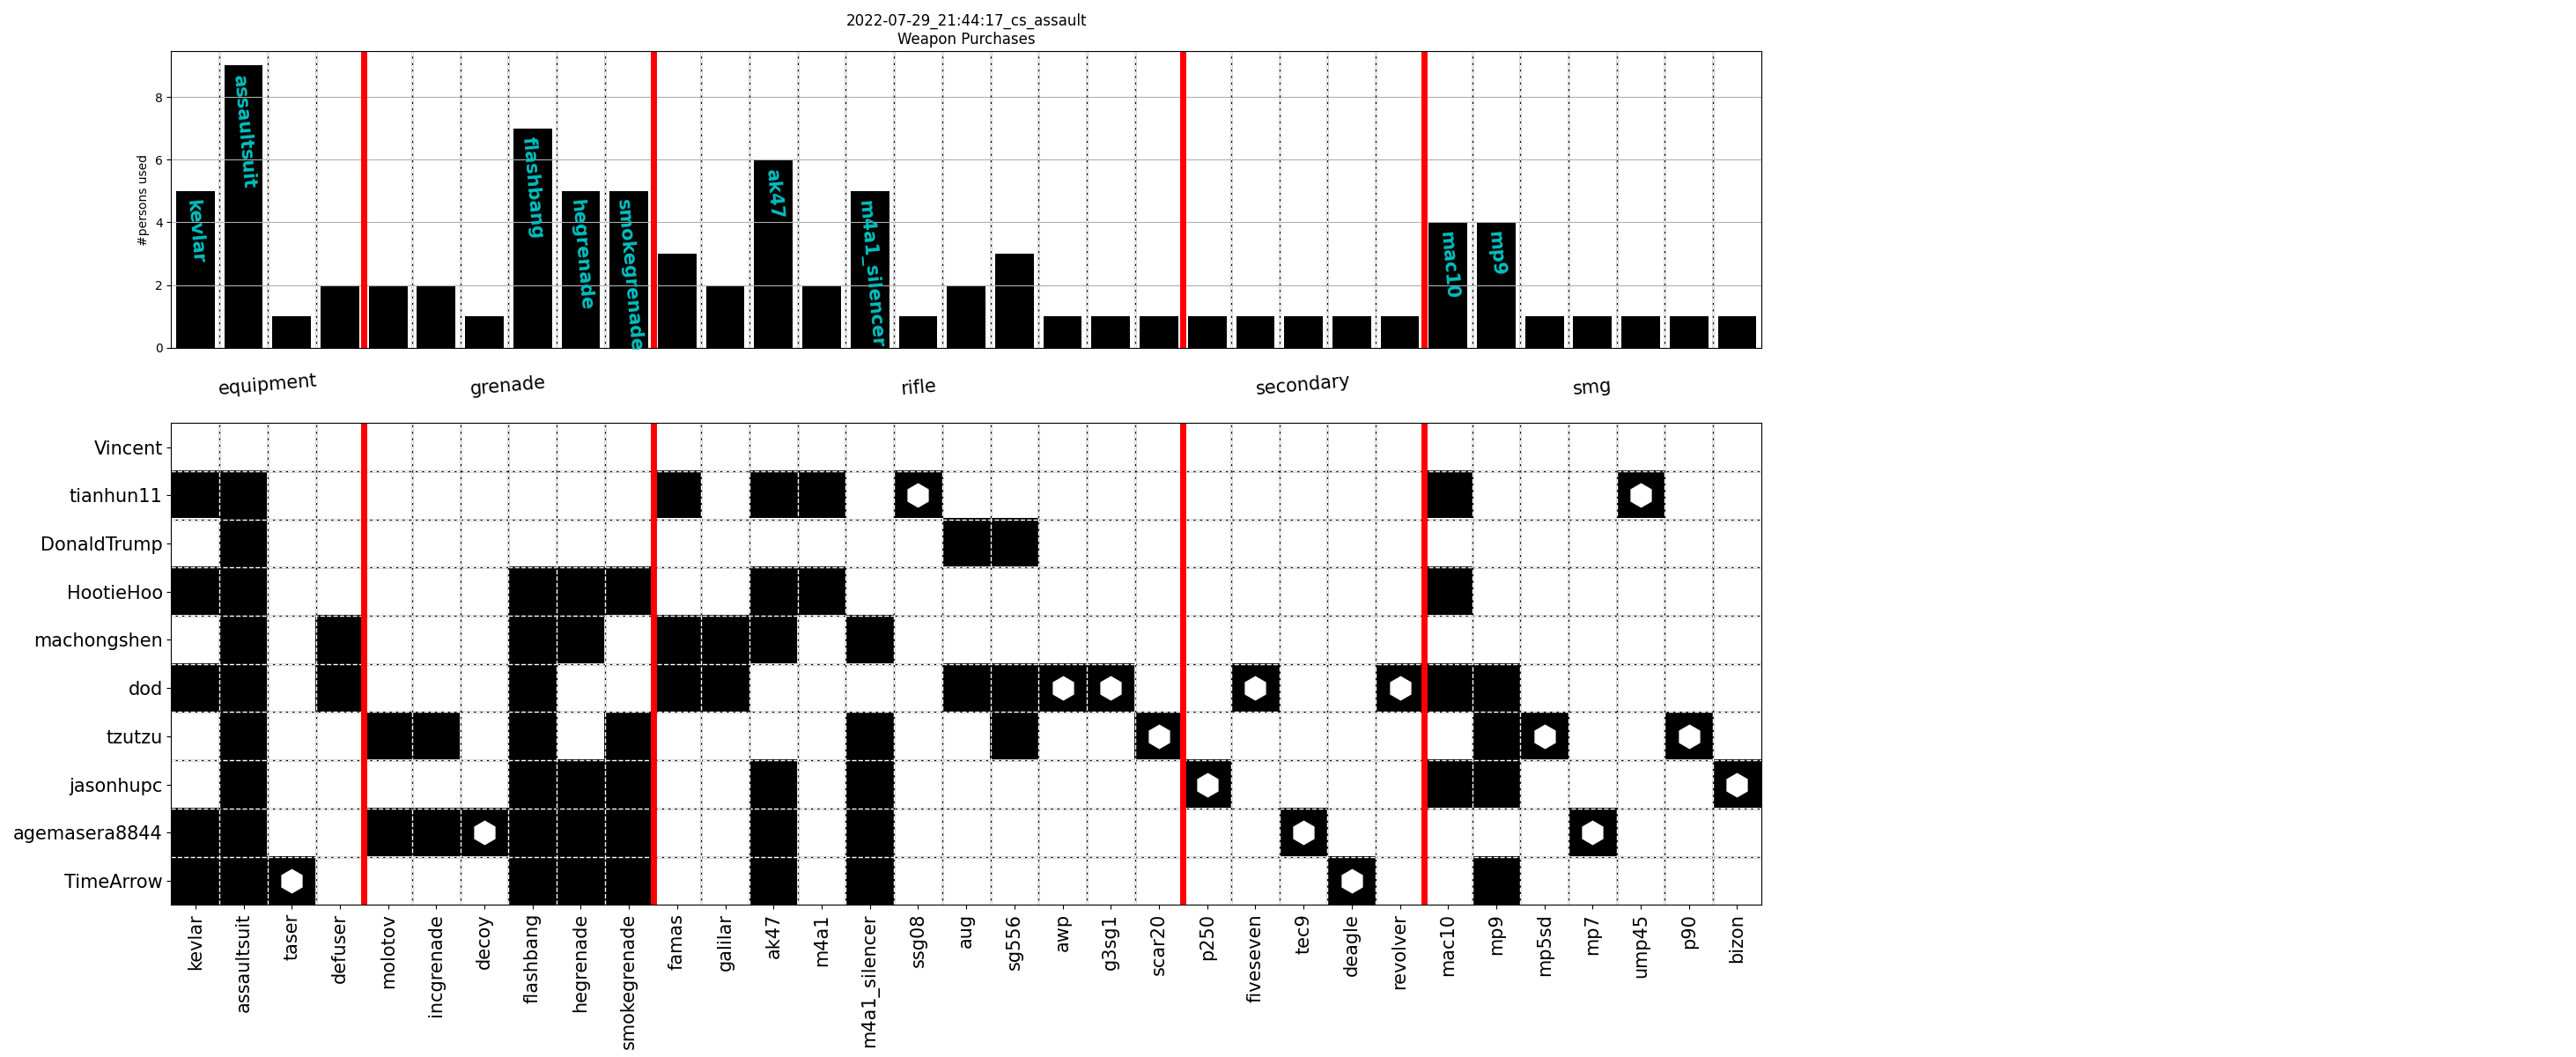 2022-07-29_21:44:17_cs_assault
Weapon Purchases
#persons used
8
6
4
2
0
kevlar
assaultsuit
flashbang
hegrenade
smokegrenade
ak47
m4a1_silencer
mac10
mp9
equipment
grenade
rifle
secondary
smg
Vincent
tianhun11
DonaldTrump
HootieHoo
machongshen
dod
tzutzu
jasonhupc
agemasera8844
TimeArrow
kevlar
assaultsuit
taser
defuser
molotov
incgrenade
decoy
flashbang
hegrenade
smokegrenade
famas
galilar
ak47
m4a1
m4a1_silencer
ssg08
aug
sg556
awp
g3sg1
scar20
p250
fiveseven
tec9
deagle
revolver
mac10
mp9
mp5sd
mp7
ump45
p90
bizon